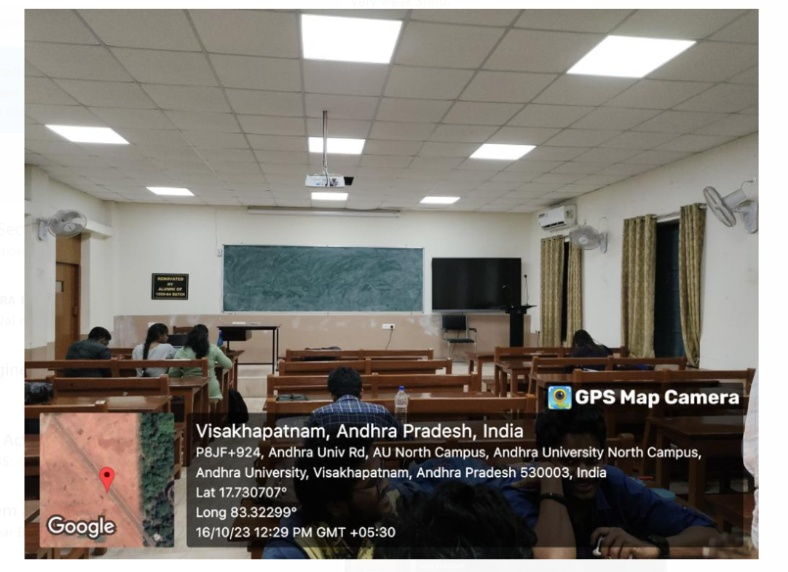 RENOVATED
BY
ALUMNI OF
GPS Map Camera
Visakhapatnam, Andhra Pradesh, India
P8JF+924, Andhra Univ Rd, AU North Campus, Andhra University North Campus,
Andhra University, Visakhapatnam, Andhra Pradesh 530003, India
Lat 17.730707°
Long 83.32299°
16/10/23 12:29 PM GMT +05:30
Google